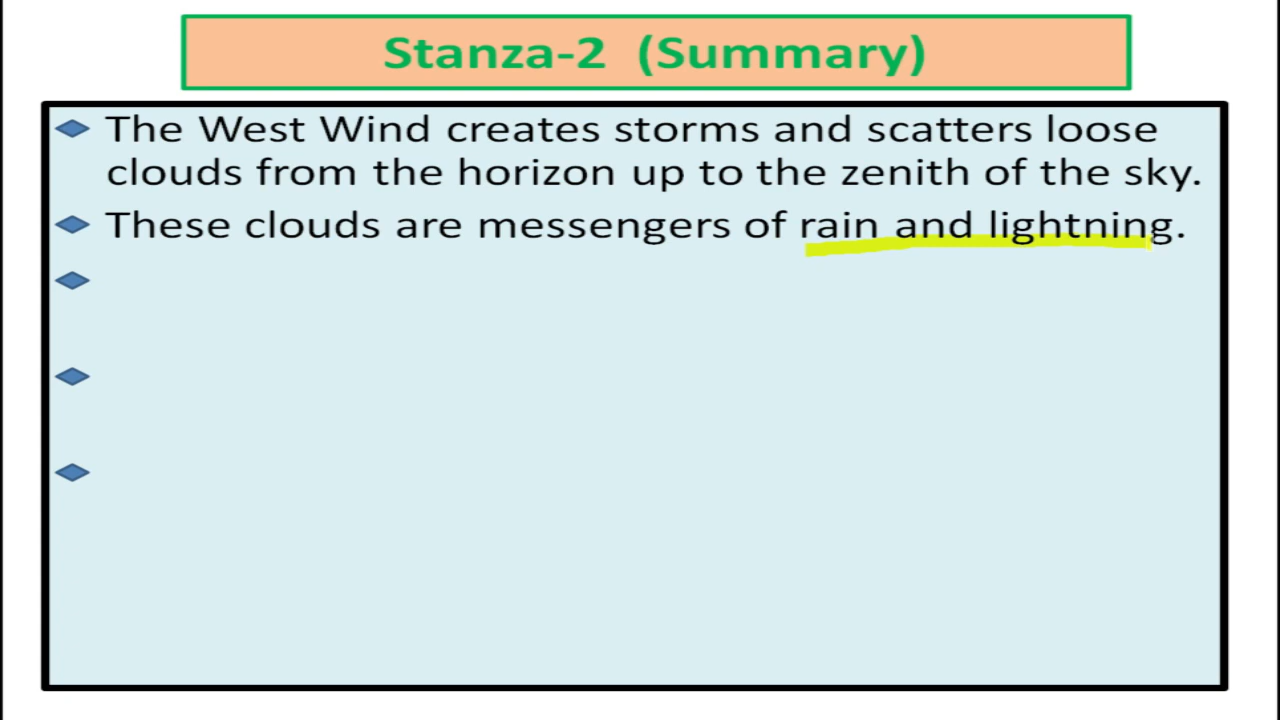 Stanza-2 (Summary)
The West Wind creates storms and scatters loose
clouds from the horizon up to the zenith of the sky.
These clouds are messengers of rain and lightning.